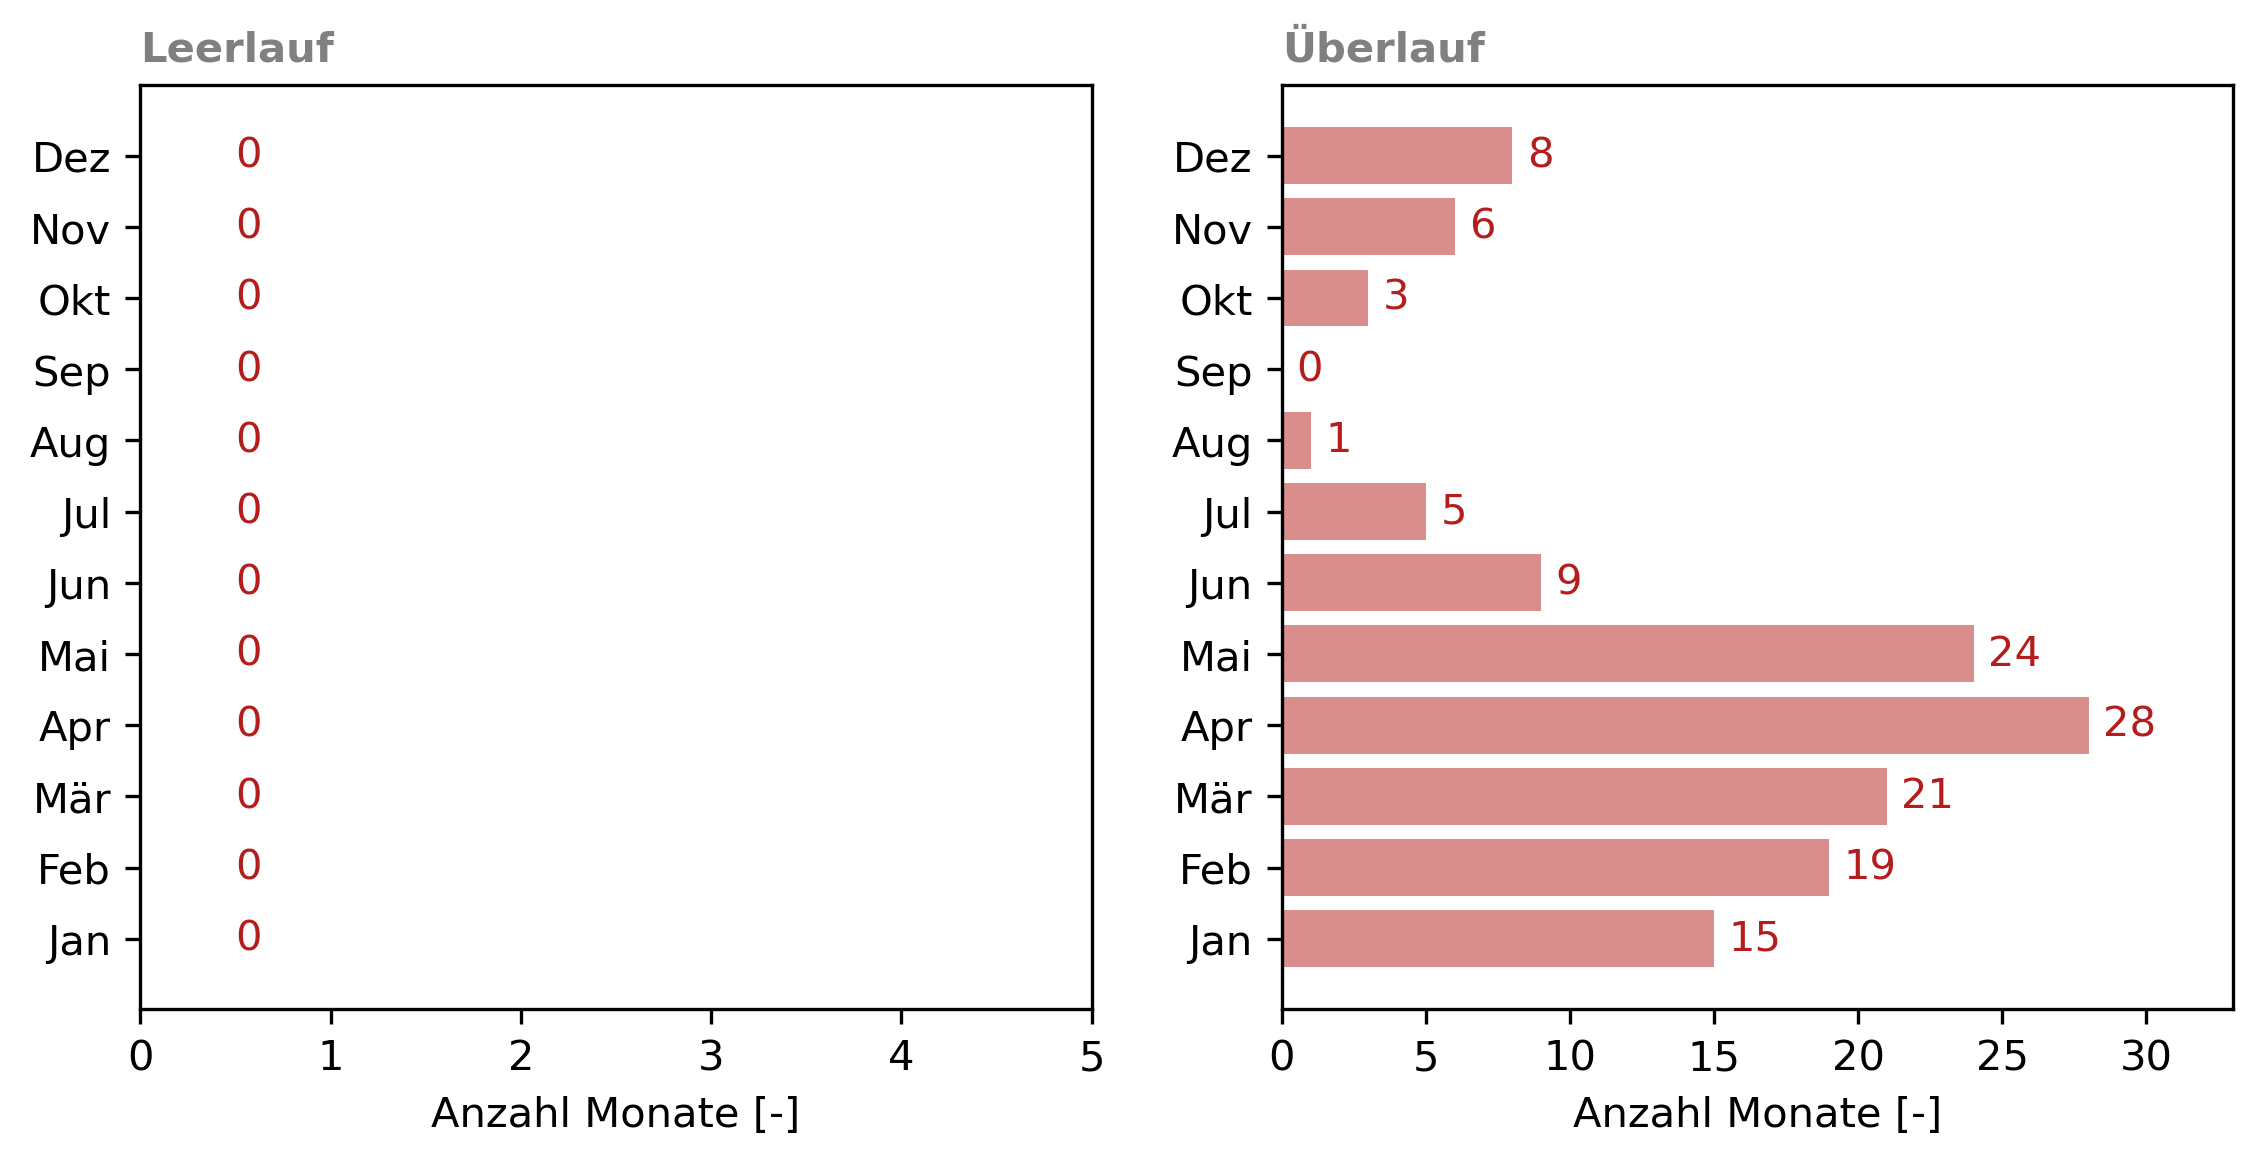 Leerlauf
Dez 0
Nov 0
Okt 0
Sep 0
Aug 0
Jul 0
Jun 0
Mai 0
Apr 0
Mär 0
Feb 0
Jan 0
0 1 2 3 4 5
Anzahl Monate [-]
Überlauf
Dez 8
Nov 6
Okt 3
Sep 0
Aug 1
Jul 5
Jun 9
Mai 24
Apr 28
Mär 21
Feb 19
Jan 15
0 5 10 15 20 25 30
Anzahl Monate [-]